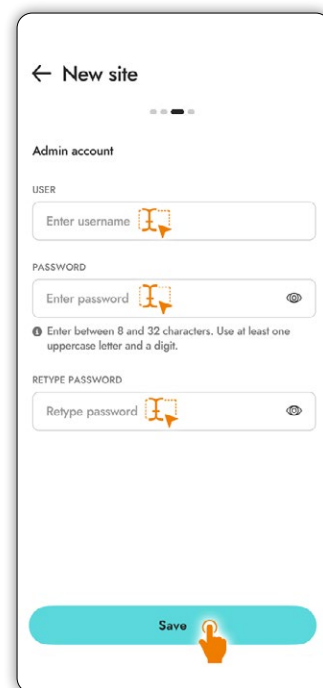 ← New site
Admin account
USER
Enter username
PASSWORD
Enter password
Enter between 8 and 32 characters. Use at least one
uppercase letter and a digit.
RETYPE PASSWORD
Retype password
Save